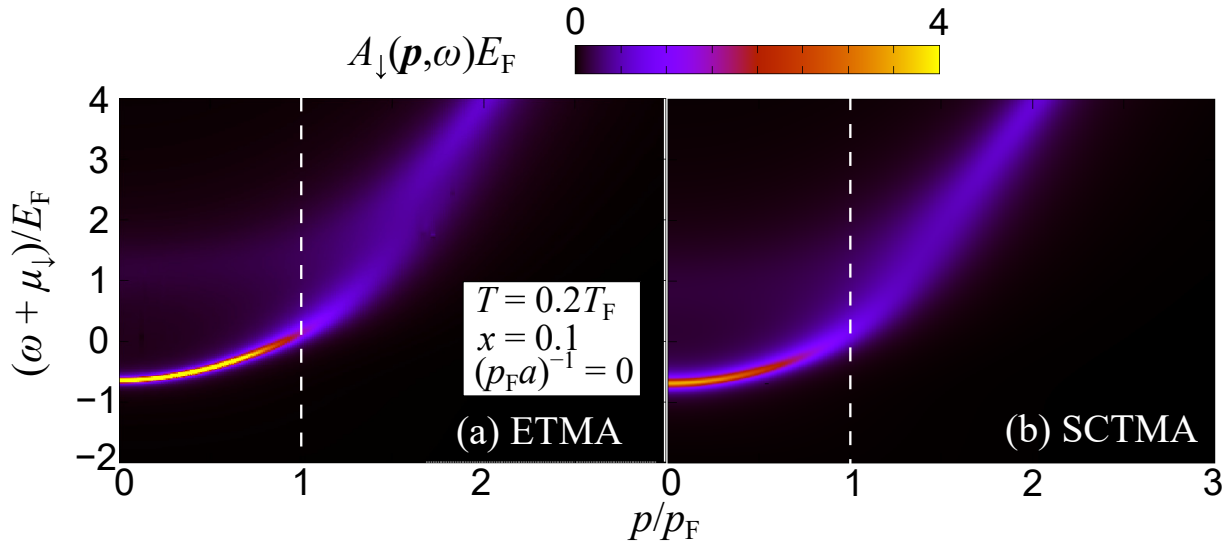 0 4
A↓(p,ω)E_F
(ω + μ↓)/E_F
4
3
2
1
0
−1
−2
T = 0.2T_F
x = 0.1
(p_F a)⁻¹ = 0
(a) ETMA
(b) SCTMA
0 1 2 0 1 2 3
p/p_F